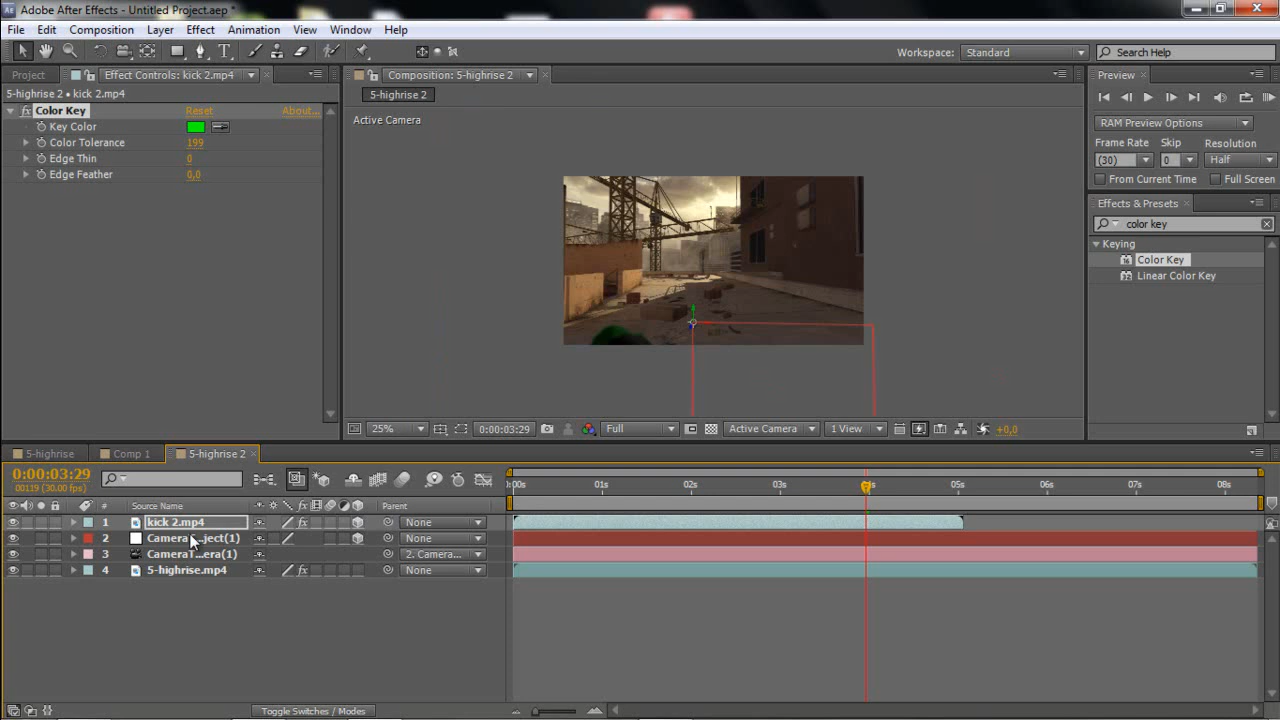 Adobe After Effects - Untitled Project.aep *
File Edit Composition Layer Effect Animation View Window Help
Workspace: Standard Search Help
Project Effect Controls: kick 2.mp4
5-highrise 2 • kick 2.mp4
fx Color Key Reset About...
Key Color
Color Tolerance 199
Edge Thin 0
Edge Feather 0,0
Composition: 5-highrise 2
5-highrise 2
Active Camera
25% 0:00:03:29 Full Active Camera 1 View +0,0
Preview
RAM Preview Options
Frame Rate Skip Resolution
(30) 0 Half
From Current Time Full Screen
Effects & Presets
color key
Keying
Color Key
Linear Color Key
5-highrise Comp 1 5-highrise 2
0:00:03:29
00119 (30.00 fps)
# Source Name Parent
1 kick 2.mp4 None
2 Camera...ject(1) None
3 CameraT...era(1) 2. Camera...
4 5-highrise.mp4 None
01s 02s 03s 05s 06s 07s 08s
Toggle Switches / Modes